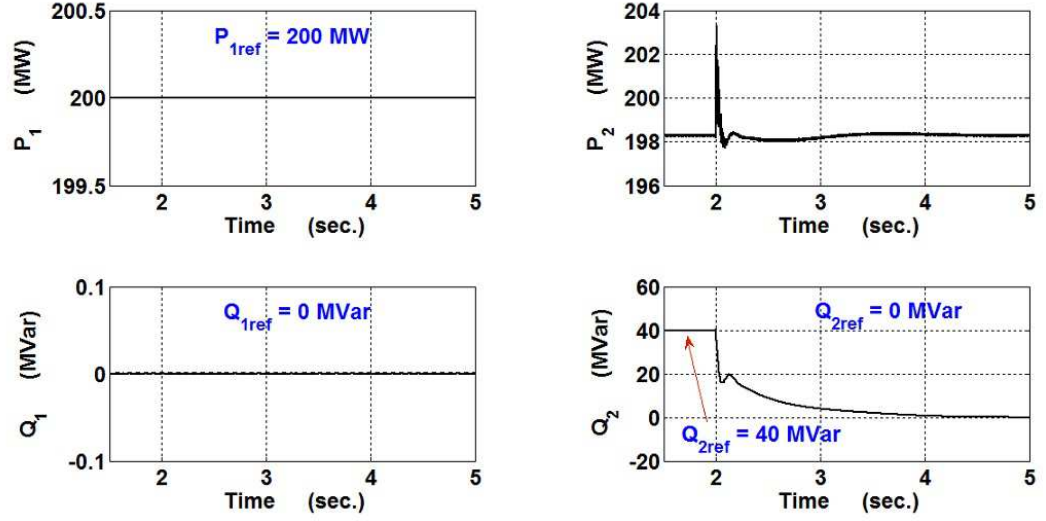 200.5
200
199.5
P1 (MW)
P1ref = 200 MW
2 3 4 5
Time (sec.)
204
202
200
198
196
P2 (MW)
2 3 4 5
Time (sec.)
0.1
0
-0.1
Q1 (MVar)
Q1ref = 0 MVar
2 3 4 5
Time (sec.)
60
40
20
0
-20
Q2 (MVar)
Q2ref = 0 MVar
Q2ref = 40 MVar
2 3 4 5
Time (sec.)